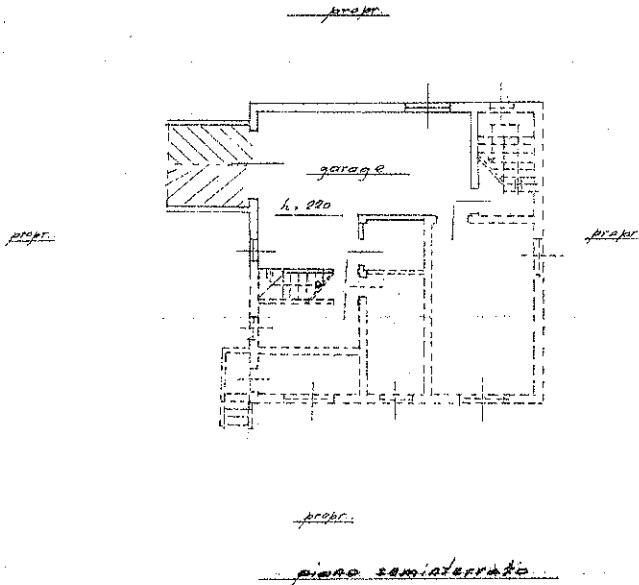 propr.
garage
h. 220
propr.
propr.
propr.
piano seminterrato